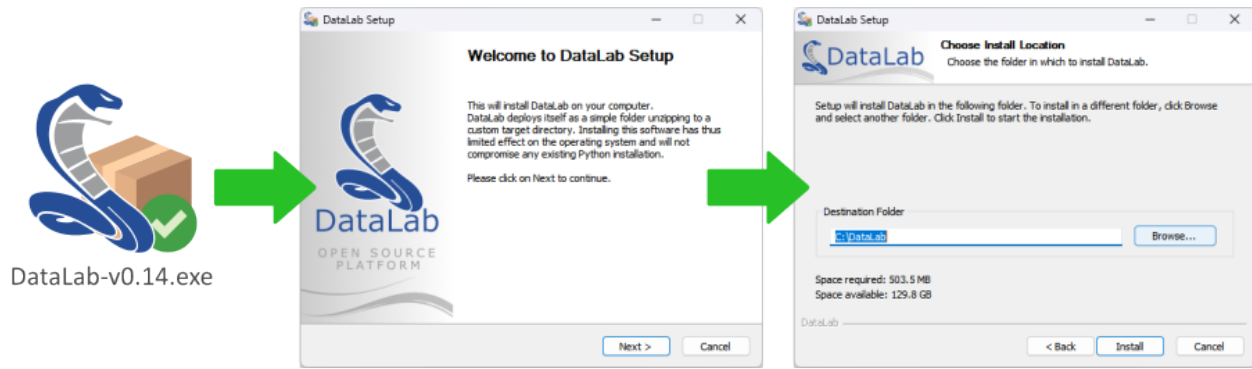 DataLab-v0.14.exe
DataLab Setup
Welcome to DataLab Setup
This will install DataLab on your computer.
DataLab deploys itself as a simple folder unzipping to a
custom target directory. Installing this software has thus
limited effect on the operating system and will not
compromise any existing Python installation.
Please click on Next to continue.
DataLab
OPEN SOURCE
PLATFORM
Next >
Cancel
DataLab Setup
DataLab
Choose Install Location
Choose the folder in which to install DataLab.
Setup will install DataLab in the following folder. To install in a different folder, click Browse
and select another folder. Click Install to start the installation.
Destination Folder
C:\DataLab
Browse...
Space required: 503.5 MB
Space available: 129.8 GB
DataLab
< Back
Install
Cancel